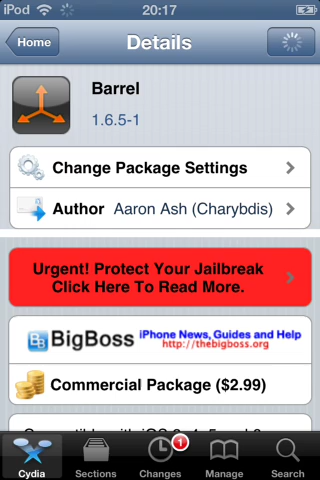 iPod 20:17
Home Details
Barrel
1.6.5-1
Change Package Settings
Author Aaron Ash (Charybdis)
Urgent! Protect Your Jailbreak
Click Here To Read More.
BB BigBoss iPhone News, Guides and Help
http://thebigboss.org
Commercial Package ($2.99)
1
Cydia Sections Changes Manage Search